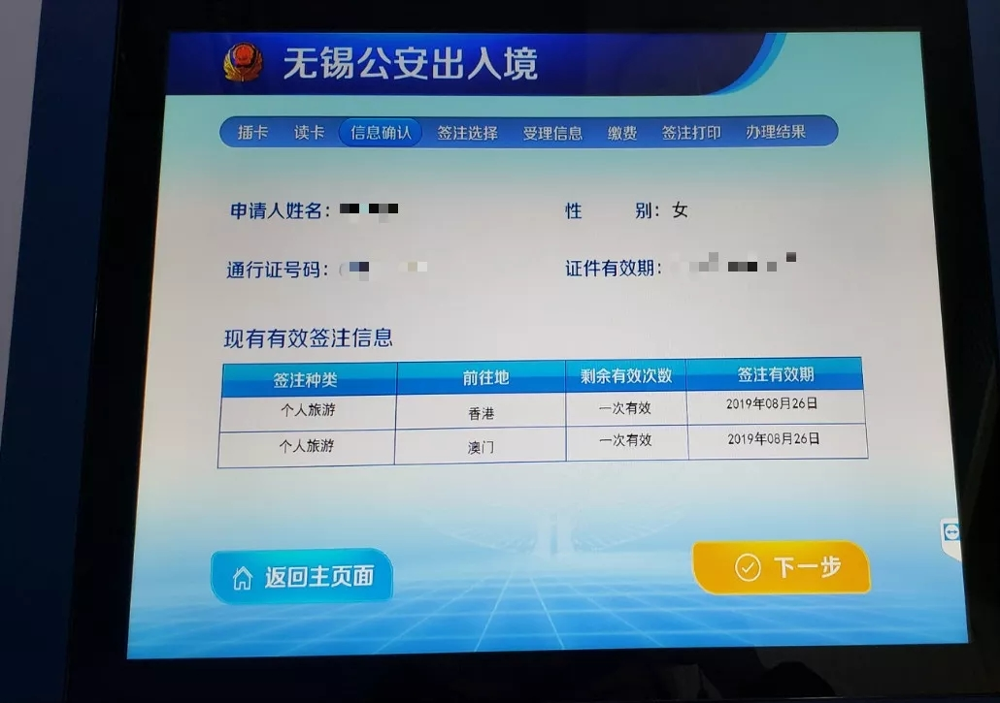 无锡公安出入境
插卡 读卡 信息确认 签注选择 受理信息 缴费 签注打印 办理结果
申请人姓名： 性 别：女
通行证号码： 证件有效期：
现有有效签注信息
签注种类 前往地 剩余有效次数 签注有效期
个人旅游 香港 一次有效 2019年08月26日
个人旅游 澳门 一次有效 2019年08月26日
返回主页面 下一步